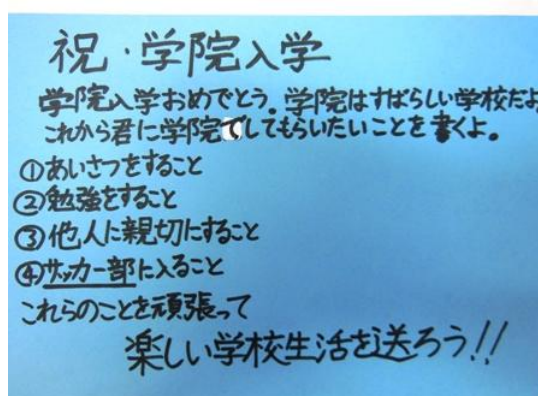 祝・学院入学
学院入学おめでとう。学院はすばらしい学校だよ
これから君に学院でしてもらいたいことを書くよ。
①あいさつをすること
②勉強をすること
③他人に親切にすること
④サッカー部に入ること
これらのことを頑張って
楽しい学校生活を送ろう!!